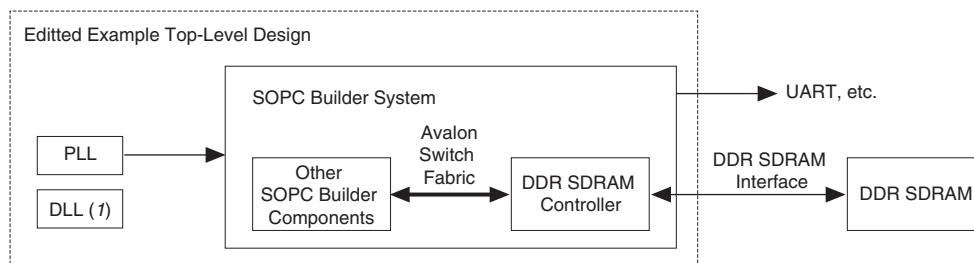 Editted Example Top-Level Design
SOPC Builder System
UART, etc.
PLL
DLL (1)
Other
SOPC Builder
Components
Avalon
Switch
Fabric
DDR SDRAM
Controller
DDR SDRAM
Interface
DDR SDRAM